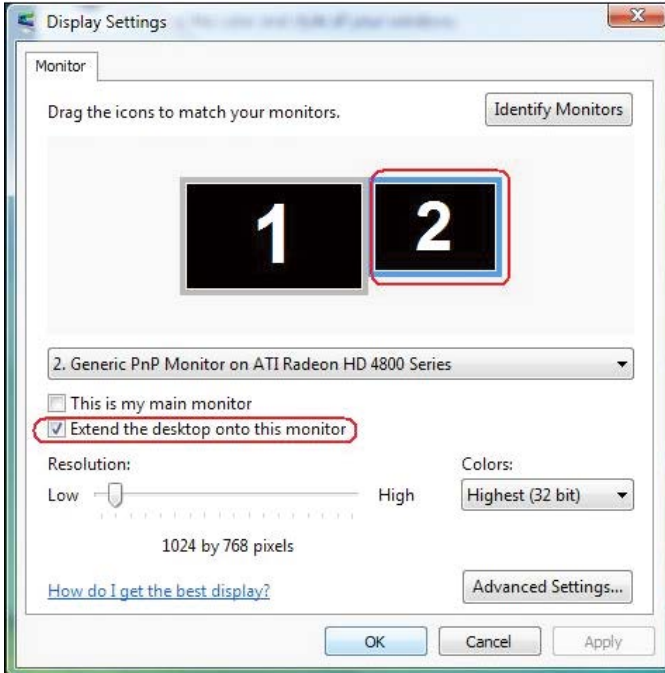 Display Settings
Monitor
Drag the icons to match your monitors.
Identify Monitors
1
2
2. Generic PnP Monitor on ATI Radeon HD 4800 Series
This is my main monitor
Extend the desktop onto this monitor
Resolution:
Colors:
Low
High
Highest (32 bit)
1024 by 768 pixels
How do I get the best display?
Advanced Settings...
OK
Cancel
Apply